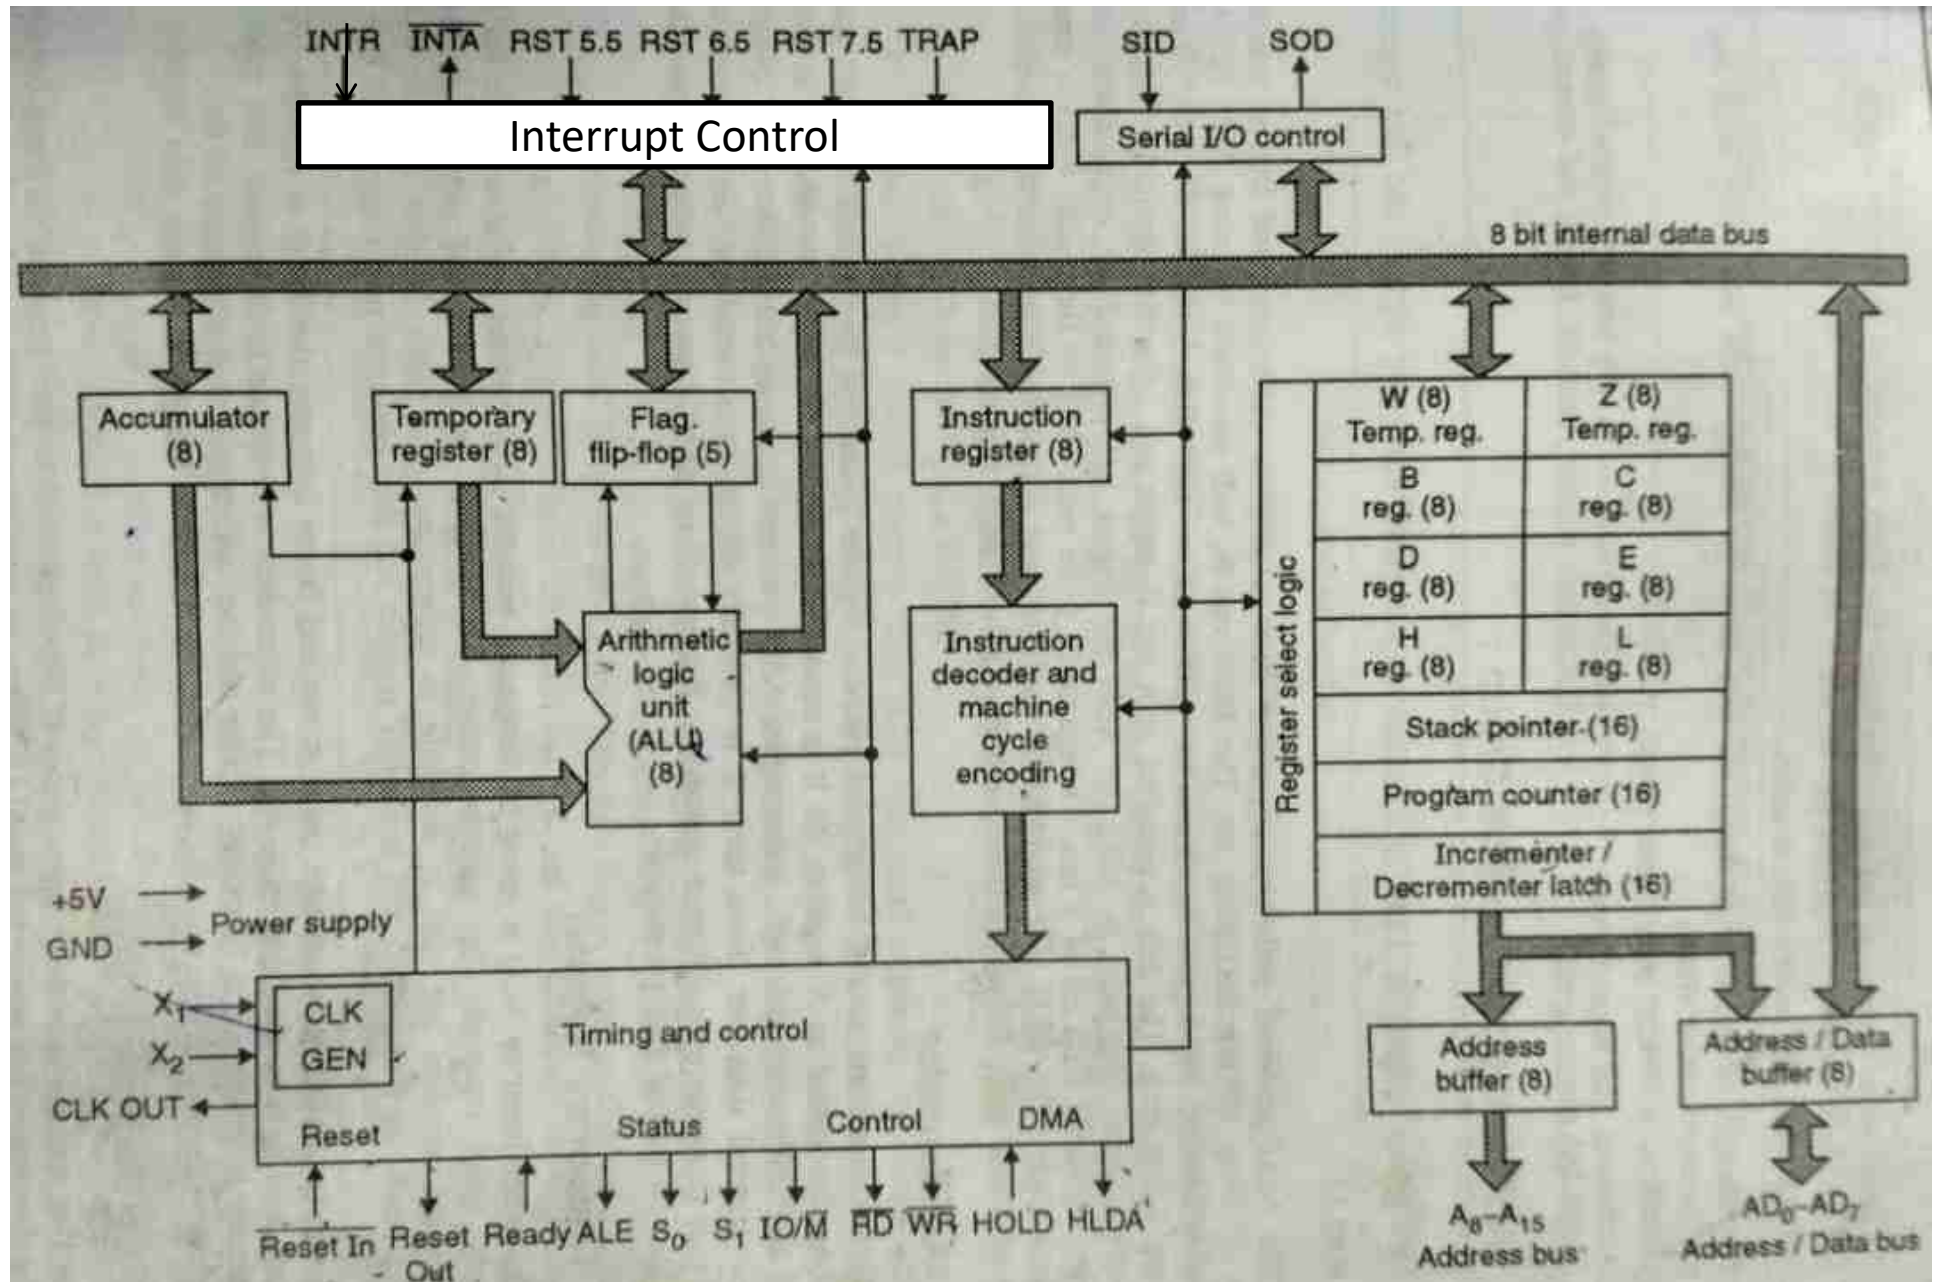 INTR I̅N̅T̅A̅ RST 5.5 RST 6.5 RST 7.5 TRAP
SID SOD
Interrupt Control
Serial I/O control
8 bit internal data bus
Accumulator
(8)
Temporary
register (8)
Flag.
flip-flop (5)
Instruction
register (8)
W (8)
Temp. reg.
Z (8)
Temp. reg.
B
reg. (8)
C
reg. (8)
D
reg. (8)
E
reg. (8)
H
reg. (8)
L
reg. (8)
Stack pointer (16)
Program counter (16)
Incrementer /
Decrementer latch (16)
Register select logic
Arithmetic
logic
unit
(ALU)
(8)
Instruction
decoder and
machine
cycle
encoding
+5V
GND
Power supply
X₁
X₂
CLK OUT
CLK
GEN
Timing and control
Reset Status Control DMA
R̅e̅s̅e̅t̅ ̅I̅n̅ Reset
Out
Ready ALE S₀ S₁ IO/M̅ R̅D̅ W̅R̅ HOLD HLDA
Address
buffer (8)
Address / Data
buffer (8)
A₈–A₁₅
Address bus
AD₀–AD₇
Address / Data bus